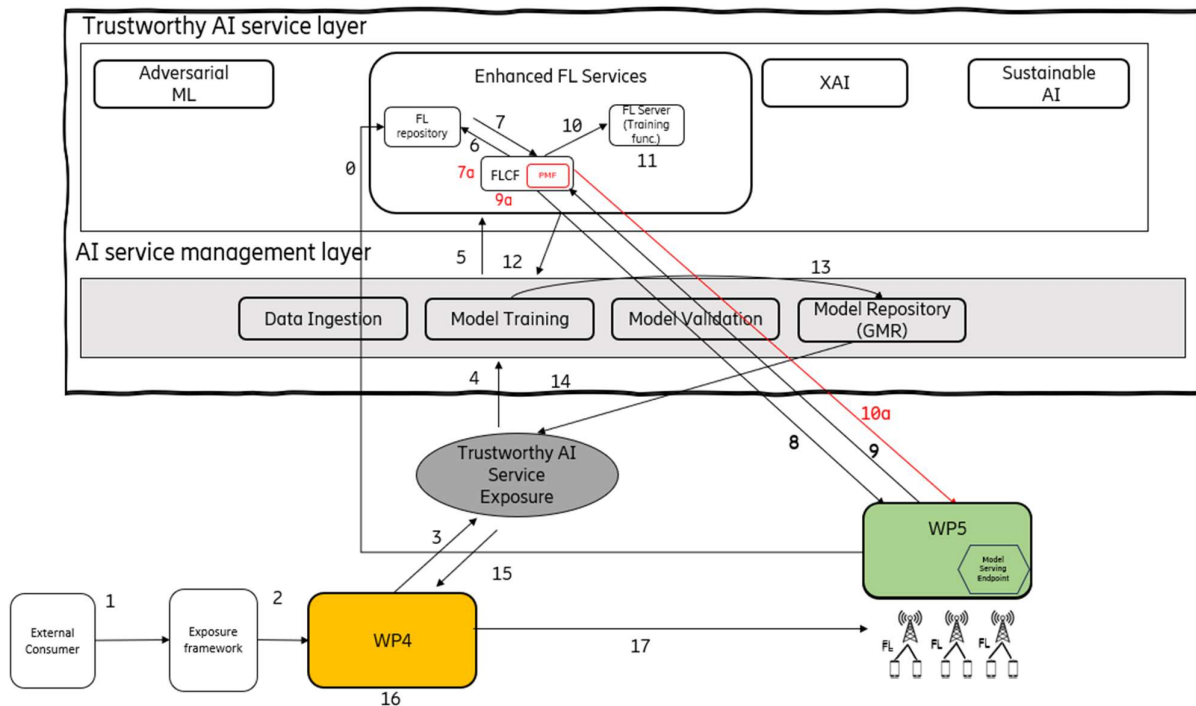 Trustworthy AI service layer
Adversarial
ML
Enhanced FL Services
XAI
Sustainable
AI
FL
repository
7
10
FL Server
(Training
func.)
6
11
0
7a
FLCF
PMF
9a
AI service management layer
5
12
13
Data Ingestion
Model Training
Model Validation
Model Repository
(GMR)
4
14
10a
8
9
Trustworthy AI
Service
Exposure
3
15
WP5
Model
Serving
Endpoint
1
2
External
Consumer
Exposure
framework
WP4
17
FL
FL
FL
16